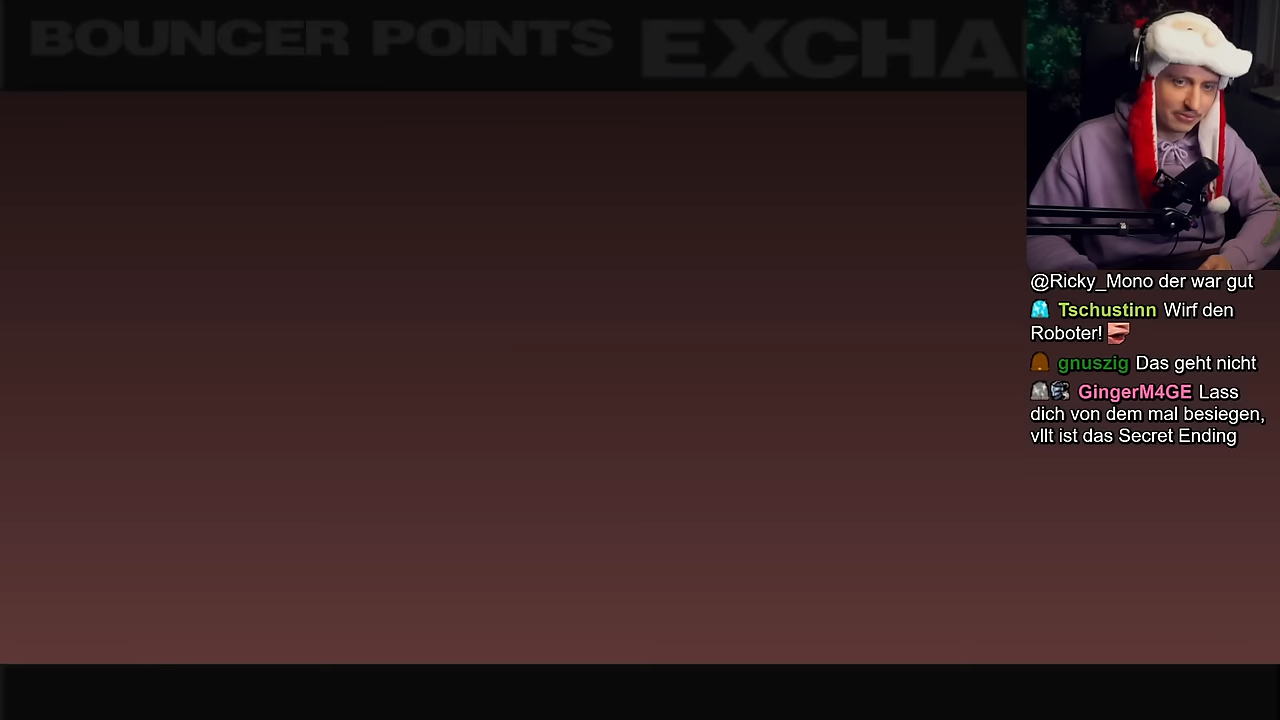 BOUNCER POINTS EXCHA
@Ricky_Mono der war gut
Tschustinn Wirf den
Roboter!
gnuszig Das geht nicht
GingerM4GE Lass
dich von dem mal besiegen,
vllt ist das Secret Ending